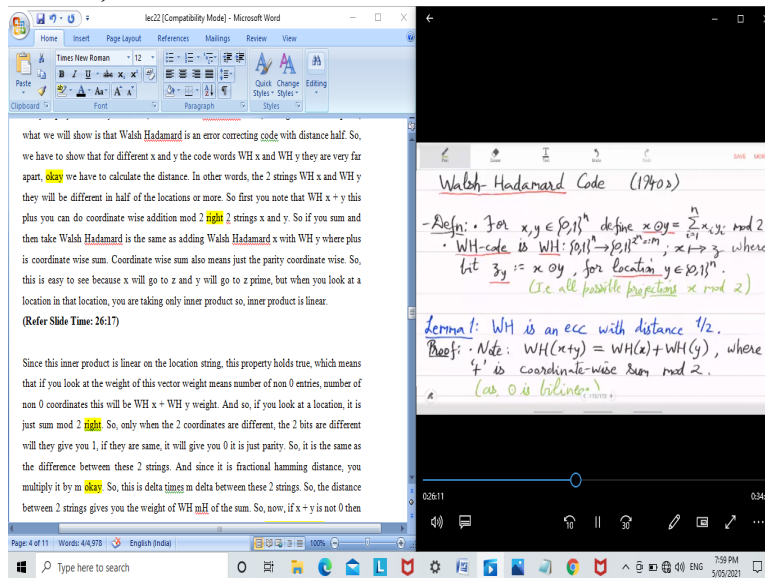 lec22 [Compatibility Mode] - Microsoft Word
Home Insert Page Layout References Mailings Review View
Times New Roman 12
Paste
Quick Styles Change Styles Editing
Clipboard Font Paragraph Styles
what we will show is that Walsh Hadamard is an error correcting code with distance half. So,
we have to show that for different x and y the code words WH x and WH y they are very far
apart, okay we have to calculate the distance. In other words, the 2 strings WH x and WH y
they will be different in half of the locations or more. So first you note that WH x + y this
plus you can do coordinate wise addition mod 2 right 2 strings x and y. So if you sum and
then take Walsh Hadamard is the same as adding Walsh Hadamard x with WH y where plus
is coordinate wise sum. Coordinate wise sum also means just the parity coordinate wise. So,
this is easy to see because x will go to z and y will go to z prime, but when you look at a
location in that location, you are taking only inner product so, inner product is linear.
(Refer Slide Time: 26:17)
Since this inner product is linear on the location string, this property holds true, which means
that if you look at the weight of this vector weight means number of non 0 entries, number of
non 0 coordinates this will be WH x + WH y weight. And so, if you look at a location, it is
just sum mod 2 right. So, only when the 2 coordinates are different, the 2 bits are different
will they give you 1, if they are same, it will give you 0 it is just parity. So, it is the same as
the difference between these 2 strings. And since it is fractional hamming distance, you
multiply it by m okay. So, this is delta times m delta between these 2 strings. So, the distance
between 2 strings gives you the weight of WH mH of the sum. So, now, if x + y is not 0 then
Page: 4 of 11 Words: 4/4,978 English (India) 100%
SAVE MOR
Walsh-Hadamard Code (1940s)
- Defn: · For x,y ∈ {0,1}ⁿ define x⊙y = Σⁿᵢ₌₁ xᵢyᵢ mod 2
· WH-code is WH: {0,1}ⁿ → {0,1}^{2ⁿ=:m}; x ↦ z where
bit z_y := x ⊙ y, for location y ∈ {0,1}ⁿ.
(I.e. all possible projections x mod 2)
Lemma 1: WH is an ecc with distance 1/2.
Proof: · Note: WH(x+y) = WH(x)+WH(y), where
'+' is coordinate-wise sum mod 2.
(as ⊙ is bilinear)
0:26:11 0:34:
10 30
Type here to search
ENG 7:59 PM
5/05/2021